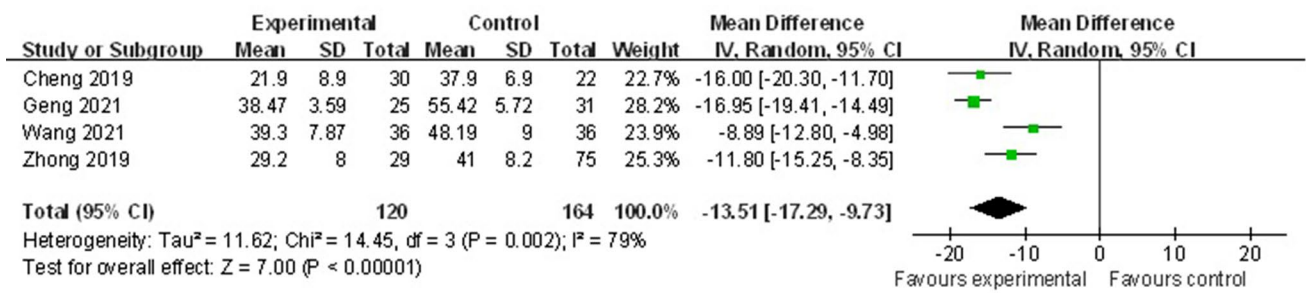 Experimental Control Mean Difference Mean Difference
Study or Subgroup Mean SD Total Mean SD Total Weight IV, Random, 95% CI IV, Random, 95% CI
Cheng 2019 21.9 8.9 30 37.9 6.9 22 22.7% -16.00 [-20.30, -11.70]
Geng 2021 38.47 3.59 25 55.42 5.72 31 28.2% -16.95 [-19.41, -14.49]
Wang 2021 39.3 7.87 36 48.19 9 36 23.9% -8.89 [-12.80, -4.98]
Zhong 2019 29.2 8 29 41 8.2 75 25.3% -11.80 [-15.25, -8.35]
Total (95% CI) 120 164 100.0% -13.51 [-17.29, -9.73]
Heterogeneity: Tau² = 11.62; Chi² = 14.45, df = 3 (P = 0.002); I² = 79%
Test for overall effect: Z = 7.00 (P < 0.00001)
-20 -10 0 10 20
Favours experimental Favours control